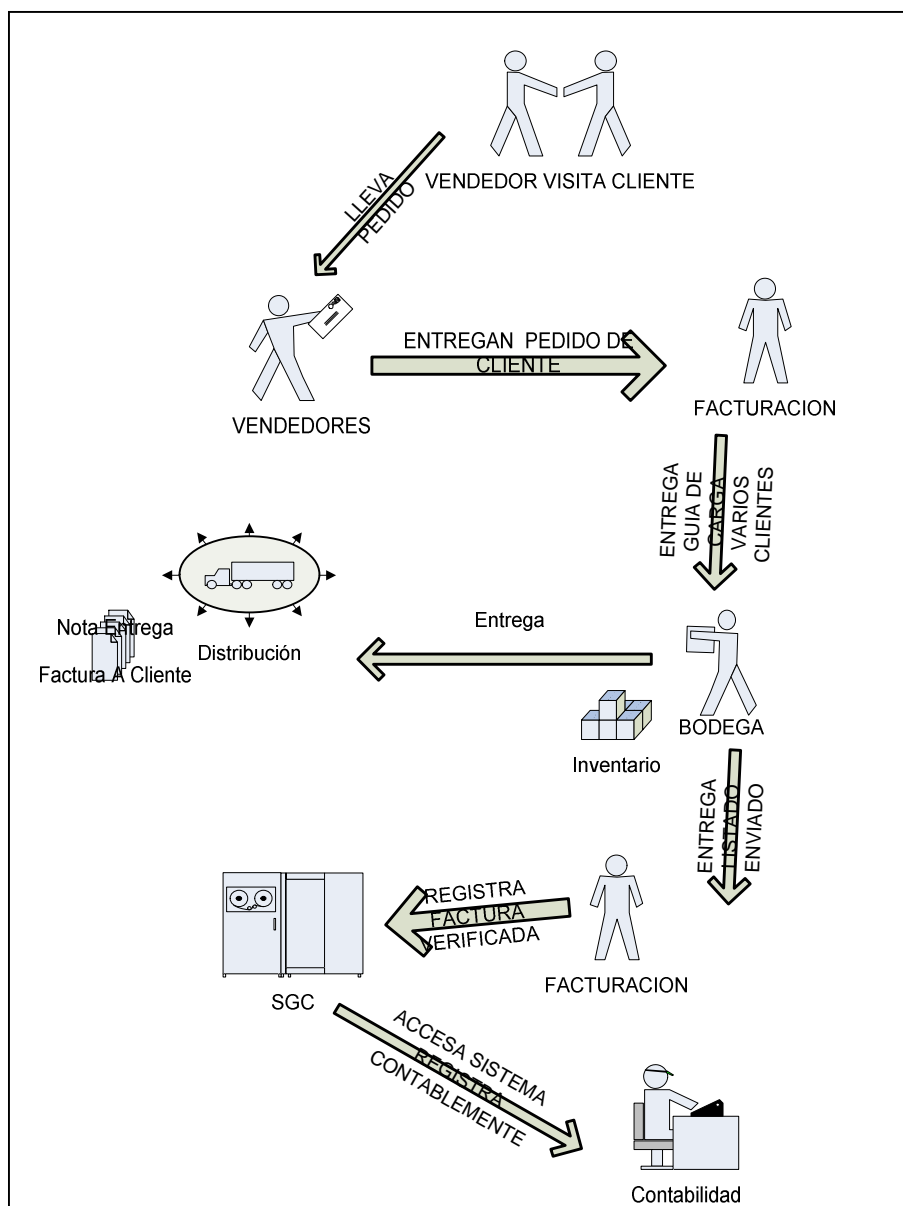 VENDEDOR VISITA CLIENTE
LLEVA
PEDIDO
ENTREGAN PEDIDO DE
CLIENTE
VENDEDORES
FACTURACION
ENTREGA
GUIA DE
CARGA
VARIOS
CLIENTES
Nota Entrega
Factura A Cliente
Distribución
Entrega
Inventario
BODEGA
ENTREGA
LISTADO
ENVIADO
REGISTRA
FACTURA
VERIFICADA
FACTURACION
SGC
ACCESA SISTEMA
REGISTRA
CONTABLEMENTE
Contabilidad